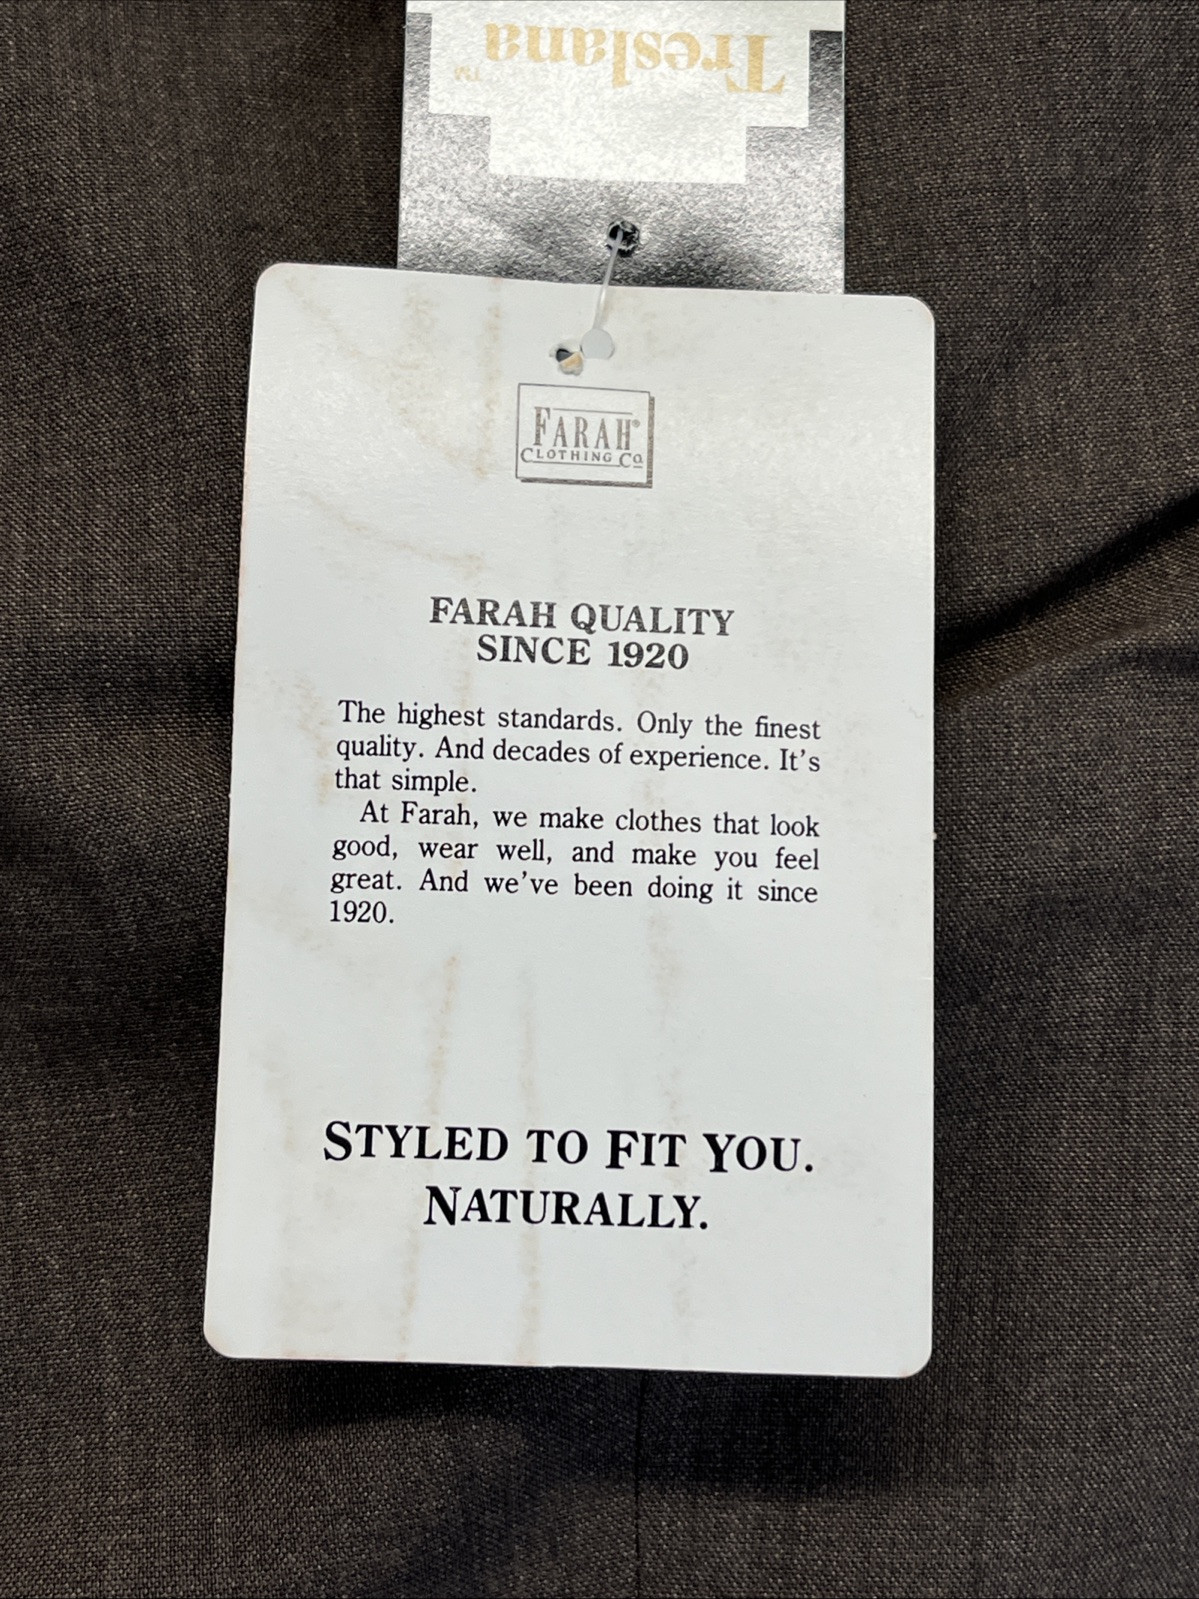 Treslana™
FARAH®
CLOTHING Co
FARAH QUALITY
SINCE 1920
The highest standards. Only the finest
quality. And decades of experience. It's
that simple.
At Farah, we make clothes that look
good, wear well, and make you feel
great. And we've been doing it since
1920.
STYLED TO FIT YOU.
NATURALLY.